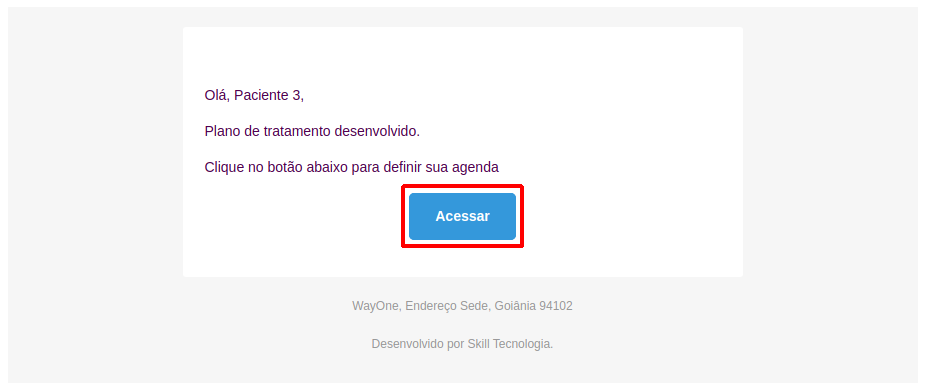 Olá, Paciente 3,
Plano de tratamento desenvolvido.
Clique no botão abaixo para definir sua agenda
Acessar
WayOne, Endereço Sede, Goiânia 94102
Desenvolvido por Skill Tecnologia.